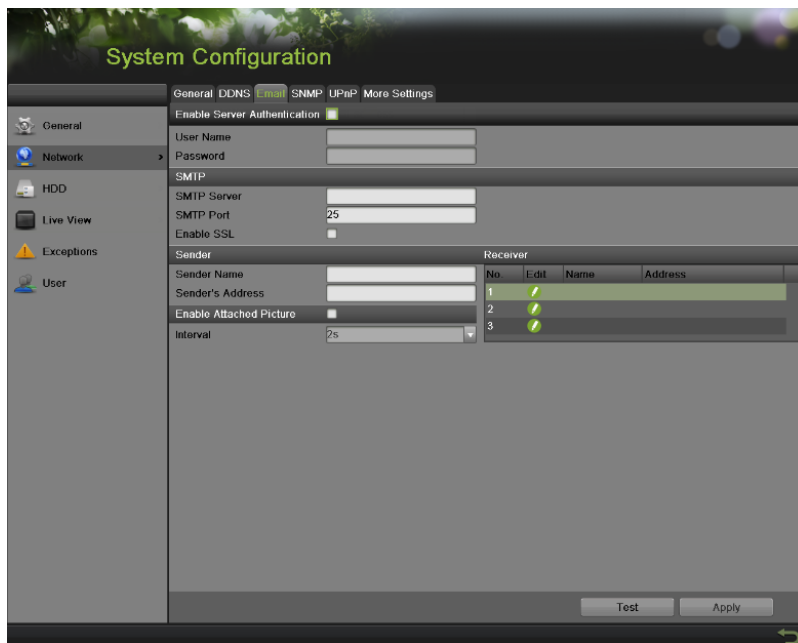 System Configuration
General DDNS Email SNMP UPnP More Settings
General
Network
HDD
Live View
Exceptions
User
Enable Server Authentication
User Name
Password
SMTP
SMTP Server
SMTP Port 25
Enable SSL
Sender
Sender Name
Sender's Address
Enable Attached Picture
Interval 2s
Receiver
No. Edit Name Address
1
2
3
Test Apply